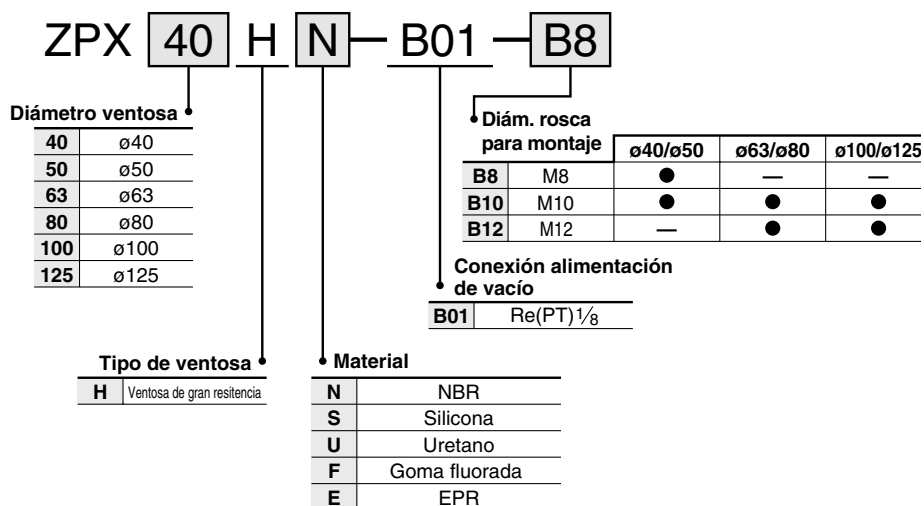 ZPX 40 H N — B01 — B8
Diámetro ventosa
40 ø40
50 ø50
63 ø63
80 ø80
100 ø100
125 ø125
Diám. rosca
para montaje ø40/ø50 ø63/ø80 ø100/ø125
B8 M8 ● — —
B10 M10 ● ● ●
B12 M12 — ● ●
Conexión alimentación
de vacío
B01 Re(PT)1⁄8
Tipo de ventosa
H Ventosa de gran resitencia
Material
N NBR
S Silicona
U Uretano
F Goma fluorada
E EPR